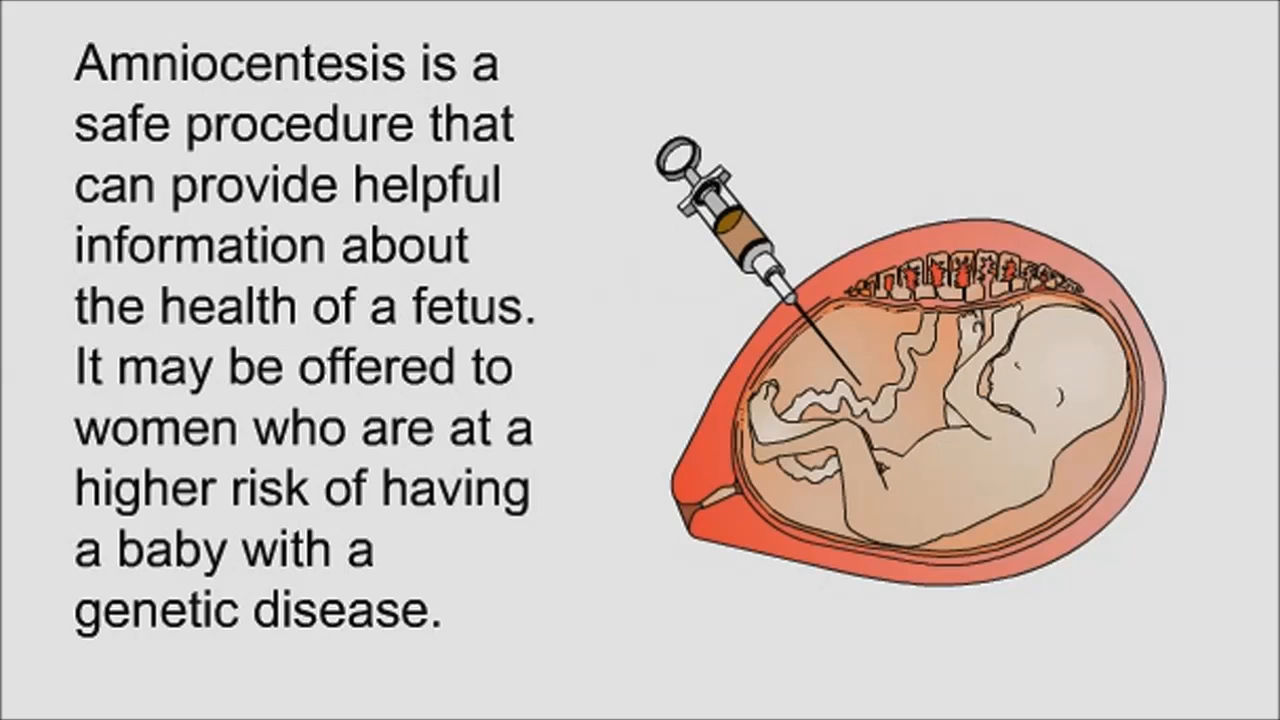 Amniocentesis is a
safe procedure that
can provide helpful
information about
the health of a fetus.
It may be offered to
women who are at a
higher risk of having
a baby with a
genetic disease.